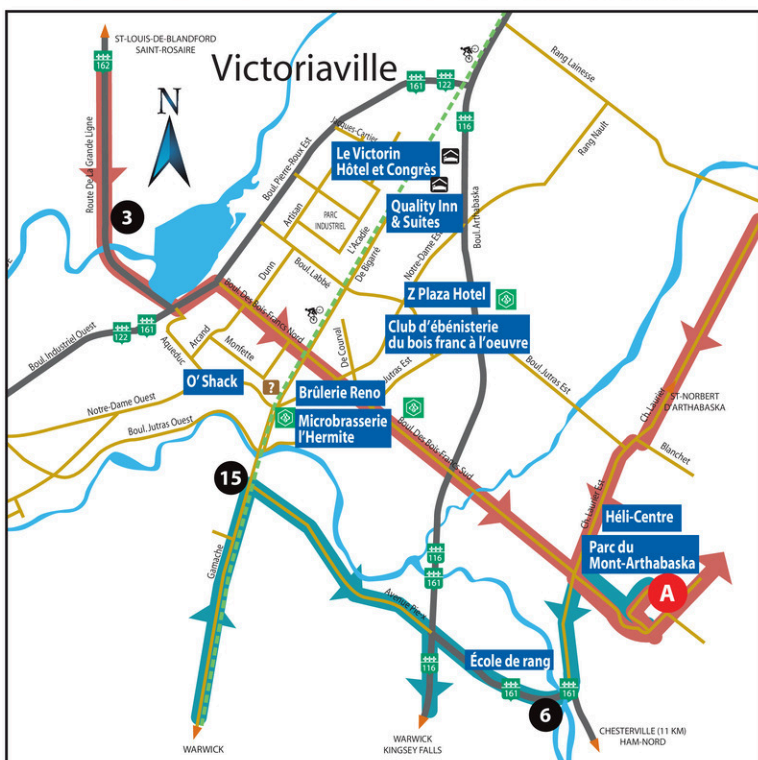 ST-LOUIS-DE-BLANDFORD
SAINT-ROSAIRE
162
Victoriaville
161
122
116
Rang Lainesse
Rang Nault
N
Route De La Grande Ligne
3
Boul. Pierre-Roux Est
Jacques-Cartier
Le Victorin
Hôtel et Congrès
Artisan
PARC
INDUSTRIEL
L'Acadie
Quality Inn
& Suites
Boul. Arthabaska
De Bigarré
Notre-Dame Est
Dunn
Boul. Labbé
Z Plaza Hotel
Boul. Des Bois-Francs Nord
Club d'ébénisterie
du bois franc à l'oeuvre
122
161
Boul. Industriel Ouest
Aqueduc
Arcand
Monfette
De Courval
Jutras Est
Boul. Jutras Est
Ch. Laurier
ST-NORBERT
D'ARTHABASKA
O' Shack
?
Brûlerie Reno
Notre-Dame Ouest
Boul. Jutras Ouest
Microbrasserie
l'Hermite
Boul. Des Bois-Francs Sud
Blanchet
15
Ch. Laurier Est
Héli-Centre
Parc du
Mont-Arthabaska
A
Gamache
116
161
Avenue Pie-X
École de rang
116
161
161
6
WARWICK
WARWICK
KINGSEY FALLS
CHESTERVILLE (11 KM)
HAM-NORD